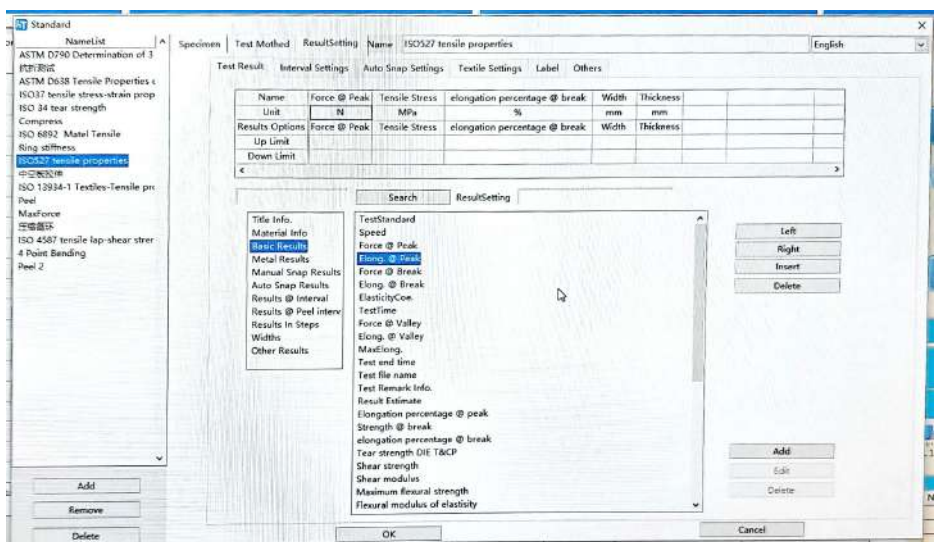 Standard
NameList
ASTM D790 Determination of 3
抗折测试
ASTM D638 Tensile Properties c
ISO37 tensile stress-strain prop
ISO 34 tear strength
Compress
ISO 6892 Matel Tensile
Ring stiffness
ISO527 tensile properties
中空板拉伸
ISO 13934-1 Textiles-Tensile pro
Peel
MaxForce
压缩循环
ISO 4587 tensile lap-shear strer
4 Point Bending
Peel 2
Add
Remove
Delete
Specimen Test Mothed ResultSetting Name ISO527 tensile properties English
Test Result Interval Settings Auto Snap Settings Textile Settings Label Others
Name Force @ Peak Tensile Stress elongation percentage @ break Width Thickness
Unit N MPa % mm mm
Results Options Force @ Peak Tensile Stress elongation percentage @ break Width Thickness
Up Limit
Down Limit
Search ResultSetting
Title Info.
Material Info
Basic Results
Metal Results
Manual Snap Results
Auto Snap Results
Results @ Interval
Results @ Peel interv
Results In Steps
Widths
Other Results
TestStandard
Speed
Force @ Peak
Elong. @ Peak
Force @ Break
Elong. @ Break
ElasticityCoe.
TestTime
Force @ Valley
Elong. @ Valley
MaxElong.
Test end time
Test file name
Test Remark Info.
Result Estimate
Elongation percentage @ peak
Strength @ break
elongation percentage @ break
Tear strength DIE T&CP
Shear strength
Shear modulus
Maximum flexural strength
Flexural modulus of elastisity
Left
Right
Insert
Delete
Add
Edit
Delete
OK
Cancel